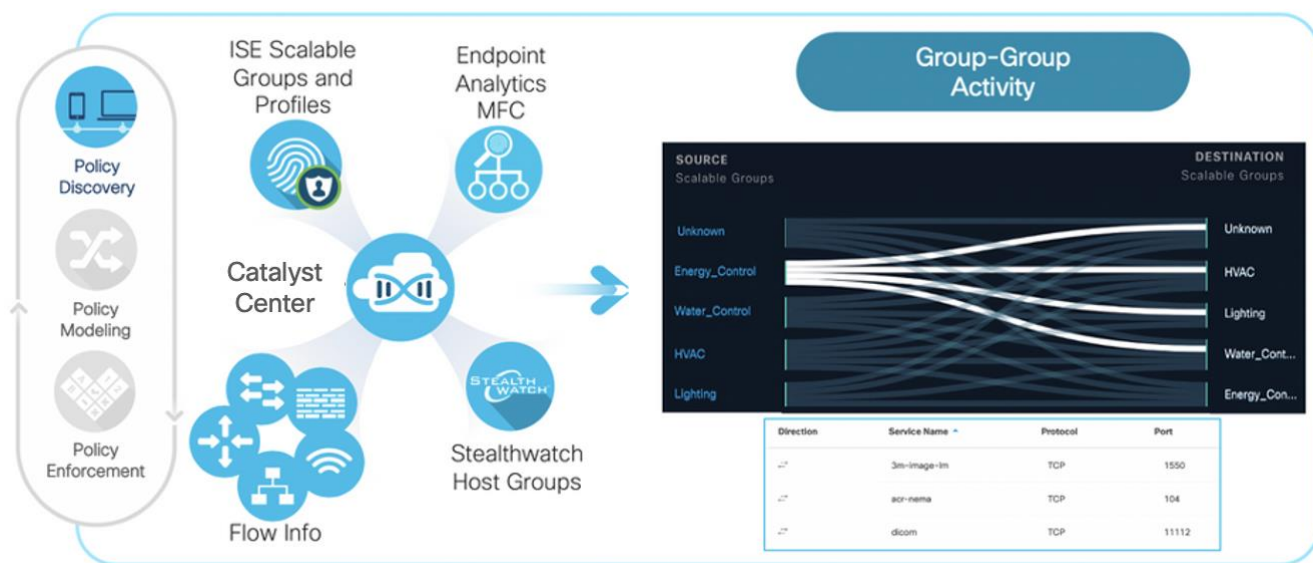 Policy
Discovery
Policy
Modeling
Policy
Enforcement
ISE Scalable
Groups and
Profiles
Endpoint
Analytics
MFC
Catalyst
Center
STEALTHWATCH
Stealthwatch
Host Groups
Flow Info
Group-Group
Activity
SOURCE
Scalable Groups
DESTINATION
Scalable Groups
Unknown
Unknown
Energy_Control
HVAC
Water_Control
Lighting
HVAC
Water_Cont...
Lighting
Energy_Con...
Direction Service Name Protocol Port
3m-image-lm TCP 1550
acr-nema TCP 104
dicom TCP 11112